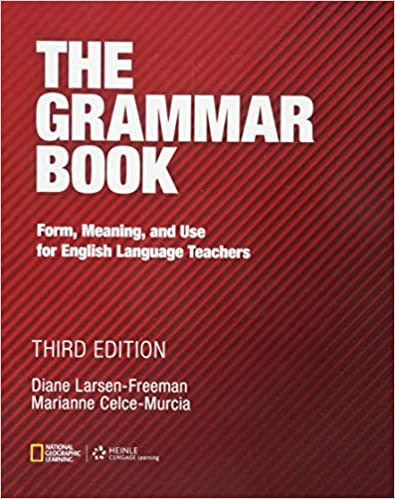 THE
GRAMMAR
BOOK
Form, Meaning, and Use
for English Language Teachers
THIRD EDITION
Diane Larsen-Freeman
Marianne Celce-Murcia
NATIONAL
GEOGRAPHIC
LEARNING
HEINLE
CENGAGE Learning